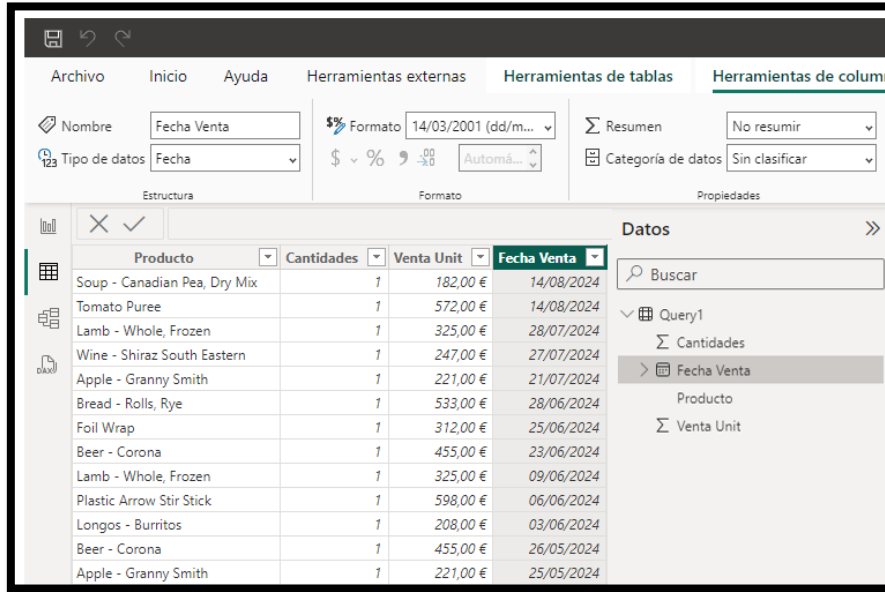 Archivo Inicio Ayuda Herramientas externas Herramientas de tablas Herramientas de colum
Nombre Fecha Venta $% Formato 14/03/2001 (dd/m... Resumen No resumir
Tipo de datos Fecha $ % 9 .00 →.0 Automá... Categoría de datos Sin clasificar
Estructura Formato Propiedades
Producto Cantidades Venta Unit Fecha Venta
Soup - Canadian Pea, Dry Mix 1 182,00 € 14/08/2024
Tomato Puree 1 572,00 € 14/08/2024
Lamb - Whole, Frozen 1 325,00 € 28/07/2024
Wine - Shiraz South Eastern 1 247,00 € 27/07/2024
Apple - Granny Smith 1 221,00 € 21/07/2024
Bread - Rolls, Rye 1 533,00 € 28/06/2024
Foil Wrap 1 312,00 € 25/06/2024
Beer - Corona 1 455,00 € 23/06/2024
Lamb - Whole, Frozen 1 325,00 € 09/06/2024
Plastic Arrow Stir Stick 1 598,00 € 06/06/2024
Longos - Burritos 1 208,00 € 03/06/2024
Beer - Corona 1 455,00 € 26/05/2024
Apple - Granny Smith 1 221,00 € 25/05/2024
Datos
Buscar
Query1
Cantidades
Fecha Venta
Producto
Venta Unit